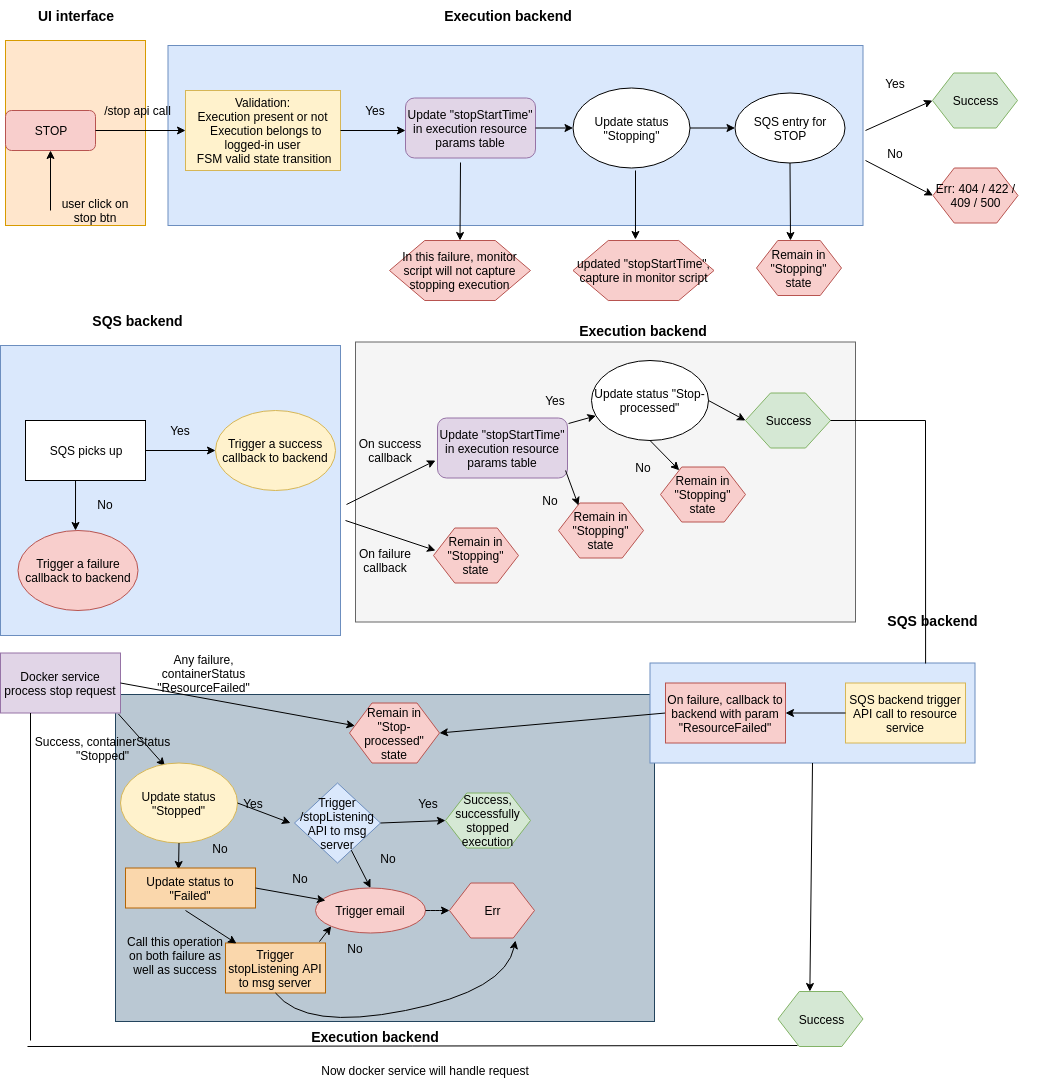 UI interface
Execution backend
STOP
/stop api call
user click on
stop btn
Validation:
Execution present or not
Execution belongs to
logged-in user
FSM valid state transition
Yes
Update "stopStartTime"
in execution resource
params table
Update status
"Stopping"
SQS entry for
STOP
Yes
Success
No
Err: 404 / 422 /
409 / 500
In this failure, monitor
script will not capture
stopping execution
updated "stopStartTime",
capture in monitor script
Remain in
"Stopping"
state
SQS backend
SQS picks up
Yes
Trigger a success
callback to backend
No
Trigger a failure
callback to backend
Execution backend
On success
callback
On failure
callback
Update "stopStartTime"
in execution resource
params table
Yes
Update status "Stop-
processed"
Success
No
Remain in
"Stopping"
state
No
Remain in
"Stopping"
state
Remain in
"Stopping"
state
SQS backend
On failure, callback to
backend with param
"ResourceFailed"
SQS backend trigger
API call to resource
service
Docker service
process stop request
Any failure,
containerStatus
"ResourceFailed"
Remain in
"Stop-
processed"
state
Success, containerStatus
"Stopped"
Update status
"Stopped"
Yes
Trigger
/stopListening
API to msg
server
Yes
Success,
successfully
stopped
execution
No
No
Update status to
"Failed"
No
Trigger email
Err
Call this operation
on both failure as
well as success
Trigger
stopListening API
to msg server
No
Success
Execution backend
Now docker service will handle request